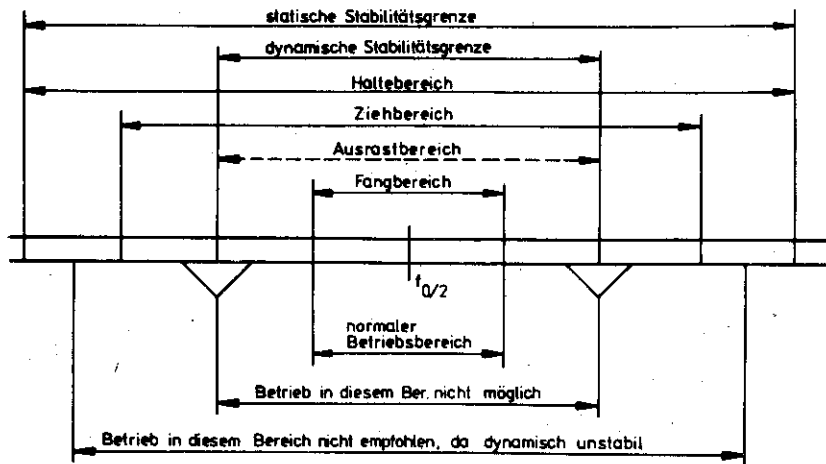 statische Stabilitätsgrenze
dynamische Stabilitätsgrenze
Haltebereich
Ziehbereich
Ausrastbereich
Fangbereich
f0/2
normaler
Betriebsbereich
Betrieb in diesem Ber. nicht möglich
Betrieb in diesem Bereich nicht empfohlen, da dynamisch unstabil